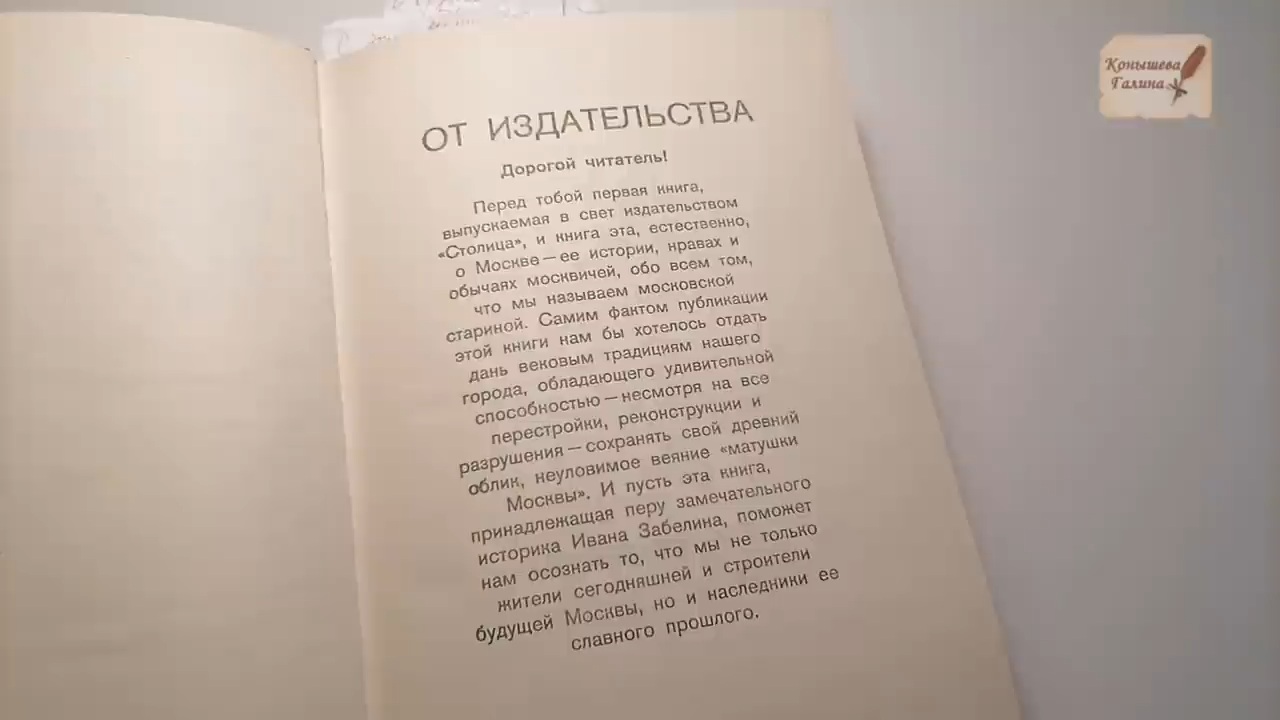 Конышева
Галина
ОТ ИЗДАТЕЛЬСТВА
Дорогой читатель!
Перед тобой первая книга,
выпускаемая в свет издательством
«Столица», и книга эта, естественно,
о Москве — ее истории, нравах и
обычаях москвичей, обо всем том,
что мы называем московской
стариной. Самим фактом публикации
этой книги нам бы хотелось отдать
дань вековым традициям нашего
города, обладающего удивительной
способностью — несмотря на все
перестройки, реконструкции и
разрушения — сохранять свой древний
облик, неуловимое веяние «матушки
Москвы». И пусть эта книга,
принадлежащая перу замечательного
историка Ивана Забелина, поможет
нам осознать то, что мы не только
жители сегодняшней и строители
будущей Москвы, но и наследники ее
славного прошлого.